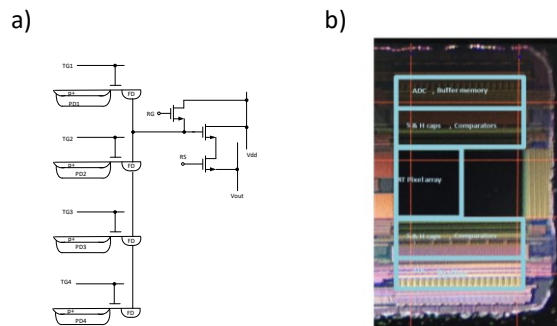 a)
TG1
p+
PD1
FD
TG2
p+
PD2
FD
TG3
p+
PD3
FD
TG4
p+
PD4
FD
RG
RS
Vdd
Vout
b)
ADC , Buffer memory
S & H caps , Comparators
NT Pixel array
S & H caps , Comparators